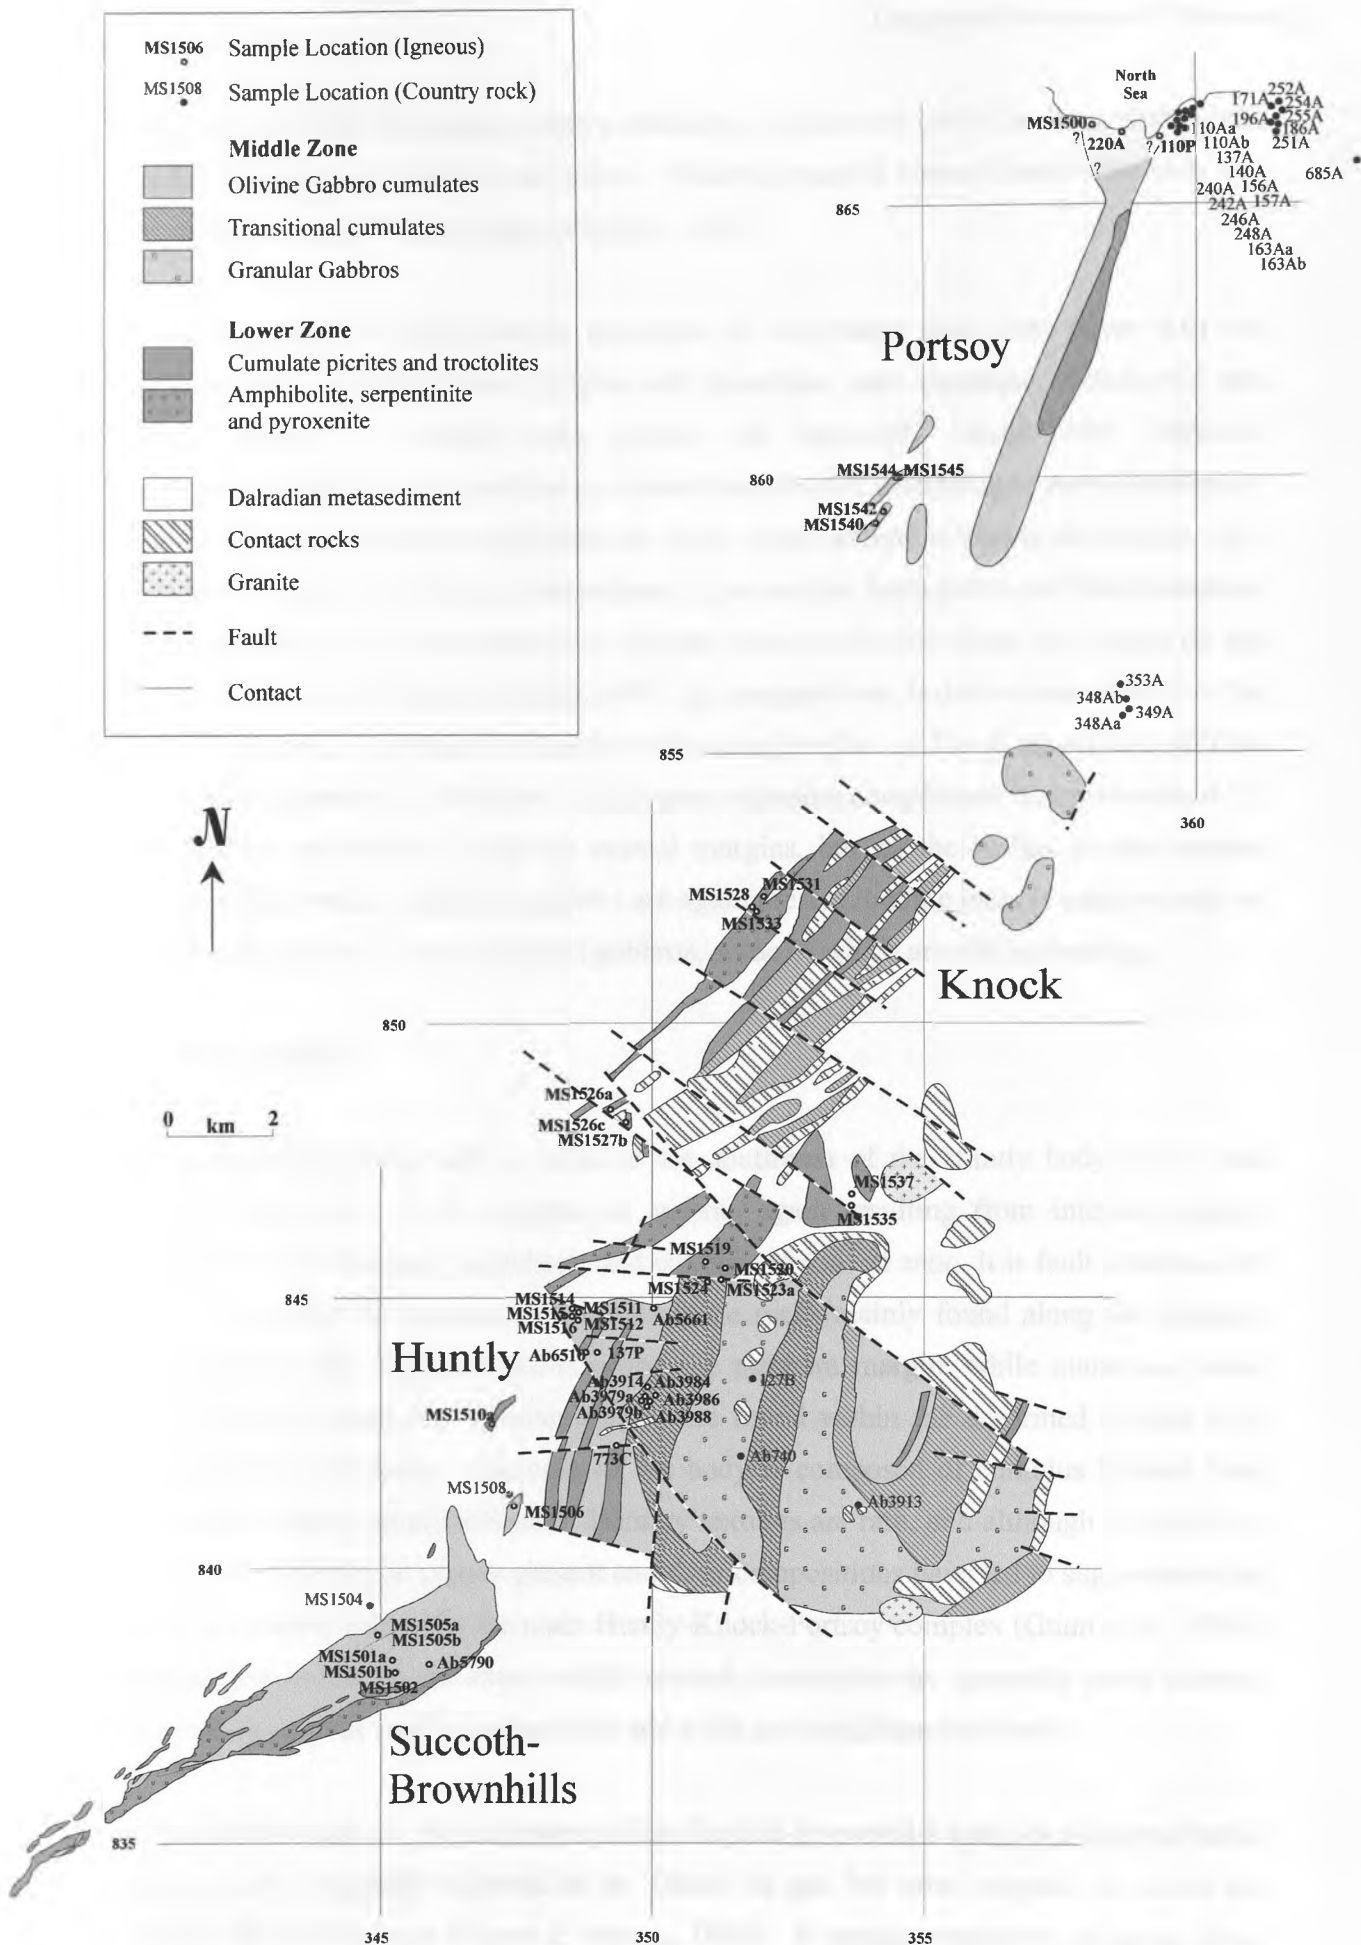 MS1506 Sample Location (Igneous)
MS1508 Sample Location (Country rock)
Middle Zone
Olivine Gabbro cumulates
Transitional cumulates
Granular Gabbros
Lower Zone
Cumulate picrites and troctolites
Amphibolite, serpentinite
and pyroxenite
Dalradian metasediment
Contact rocks
Granite
Fault
Contact
North
Sea
MS1500
220A
110P
? ? ?
110Aa
110Ab
137A
140A
240A 156A
242A 157A
246A
248A
163Aa
163Ab
252A
171A 254A
196A 255A
186A
251A
685A
865
Portsoy
MS1544 MS1545
860
MS1542
MS1540
353A
348Ab
349A
348Aa
855
360
N
MS1531
MS1528
MS1533
Knock
850
0 2
km
MS1526a
MS1526c
MS1527b
MS1537
MS1535
MS1519
MS1520
MS1524 MS1523a
845
MS1514
MS1511
MS1515
MS1512
MS1516
Ab5661
Huntly
Ab6510 137P
Ab3914 Ab3984
127B
Ab3979a Ab3986
Ab3979b Ab3988
MS1510a
773C
Ab740
MS1508
MS1506
Ab3913
840
MS1504
MS1505a
MS1505b
MS1501a
MS1501b
Ab5790
MS1502
Succoth-
Brownhills
835
345 350 355